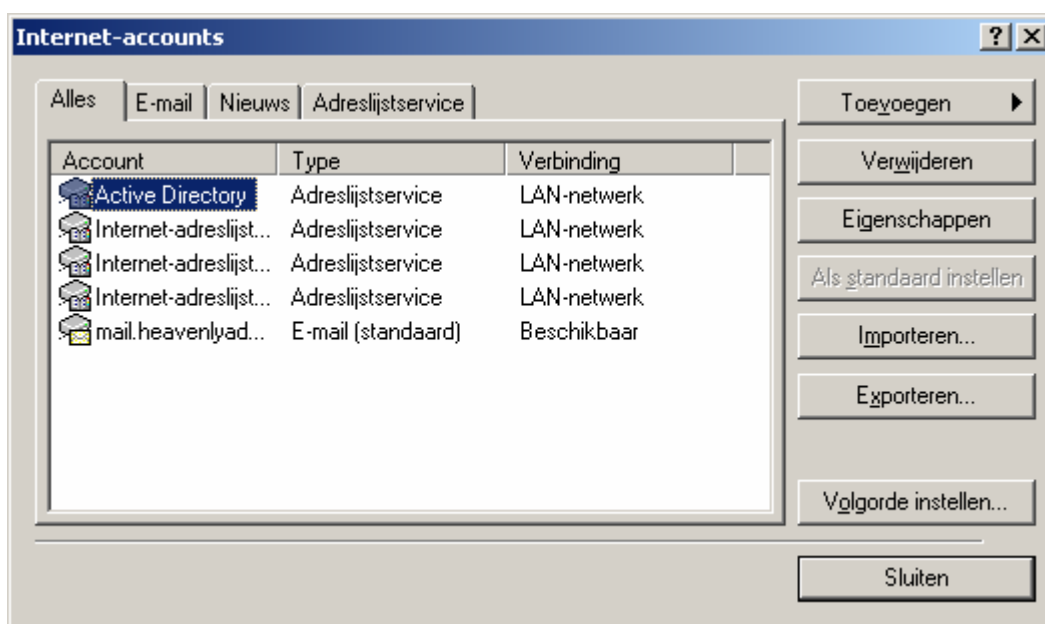 Internet-accounts
Alles E-mail Nieuws Adreslijstservice
Account Type Verbinding
Active Directory Adreslijstservice LAN-netwerk
Internet-adreslijst... Adreslijstservice LAN-netwerk
Internet-adreslijst... Adreslijstservice LAN-netwerk
Internet-adreslijst... Adreslijstservice LAN-netwerk
mail.heavenlyad... E-mail (standaard) Beschikbaar
Toevoegen
Verwijderen
Eigenschappen
Als standaard instellen
Importeren...
Exporteren...
Volgorde instellen...
Sluiten